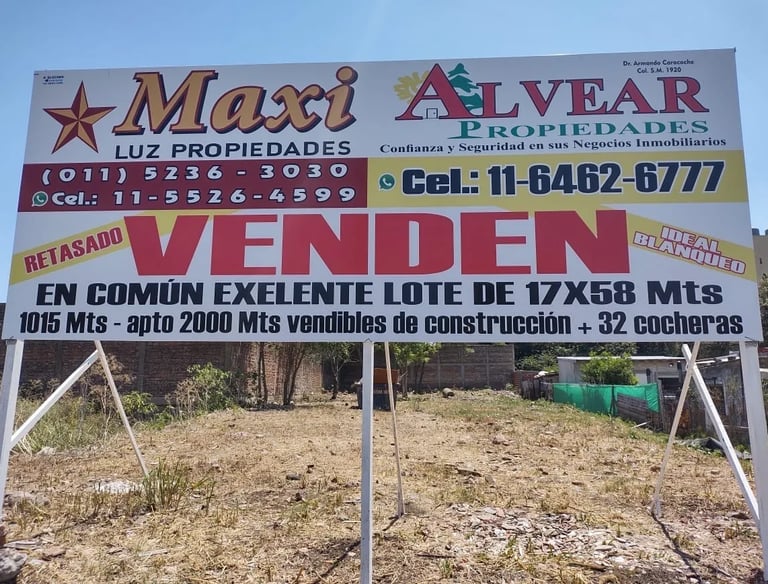 Maxi
LUZ PROPIEDADES
(011) 5236 - 3030
Cel.: 11-5526-4599
Dr. Armando Caracoche
Col. S.M. 1920
ALVEAR
PROPIEDADES
Confianza y Seguridad en sus Negocios Inmobiliarios
Cel.: 11-6462-6777
RETASADO
VENDEN
IDEAL
BLANQUEO
EN COMÚN EXELENTE LOTE DE 17X58 Mts
1015 Mts - apto 2000 Mts vendibles de construcción + 32 cocheras